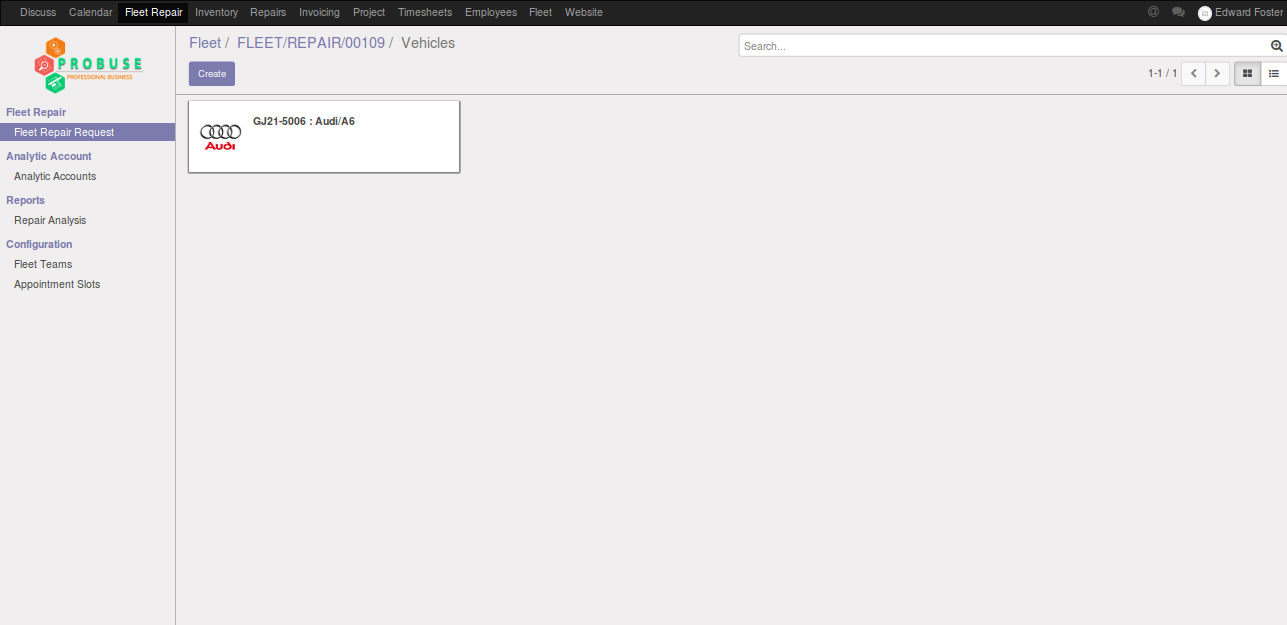 Discuss Calendar Fleet Repair Inventory Repairs Invoicing Project Timesheets Employees Fleet Website Edward Foster
PROBUSE
PROFESSIONAL BUSINESS
Fleet / FLEET/REPAIR/00109 / Vehicles
Search...
Create
1-1 / 1
Fleet Repair
Fleet Repair Request
Analytic Account
Analytic Accounts
Reports
Repair Analysis
Configuration
Fleet Teams
Appointment Slots
GJ21-5006 : Audi/A6
Audi